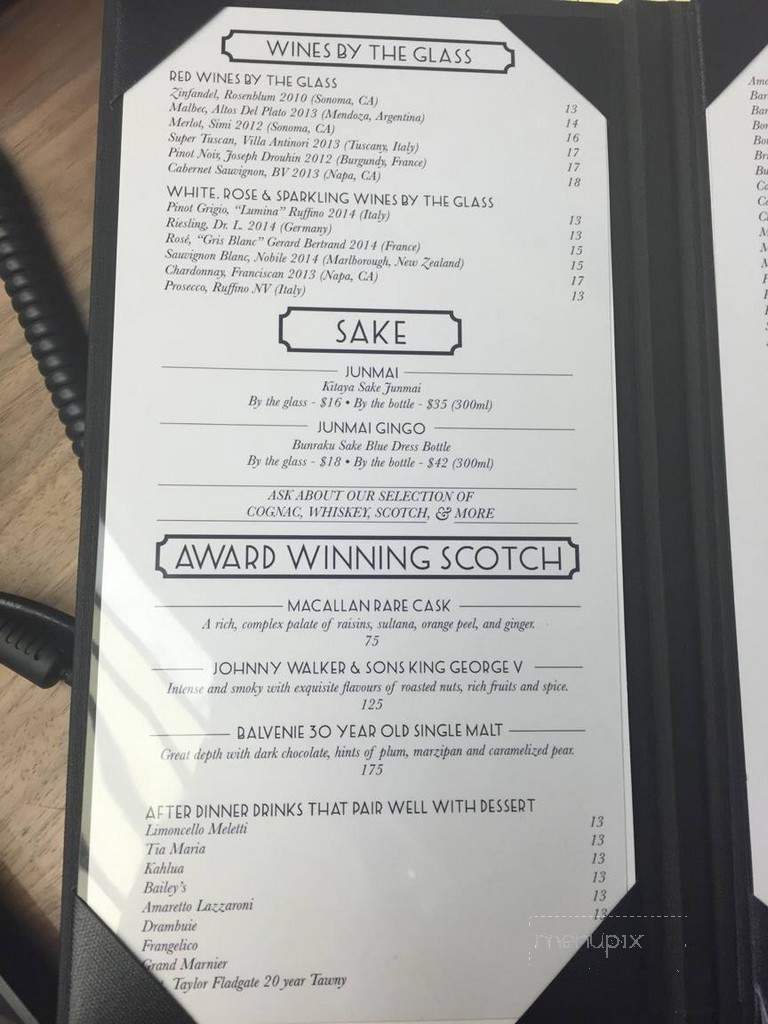 WINES BY THE GLASS
RED WINES BY THE GLASS
Zinfandel, Rosenblum 2010 (Sonoma, CA) 13
Malbec, Altos Del Plato 2013 (Mendoza, Argentina) 14
Merlot, Simi 2012 (Sonoma, CA) 16
Super Tuscan, Villa Antinori 2013 (Tuscany, Italy) 17
Pinot Noir, Joseph Drouhin 2012 (Burgundy, France) 17
Cabernet Sauvignon, BV 2013 (Napa, CA) 18
WHITE, ROSE & SPARKLING WINES BY THE GLASS
Pinot Grigio, "Lumina" Ruffino 2014 (Italy) 13
Riesling, Dr. L. 2014 (Germany) 13
Rosé, "Gris Blanc" Gerard Bertrand 2014 (France) 15
Sauvignon Blanc, Nobile 2014 (Marlborough, New Zealand) 15
Chardonnay, Franciscan 2013 (Napa, CA) 17
Prosecco, Ruffino NV (Italy) 13
SAKE
JUNMAI
Kitaya Sake Junmai
By the glass - $16 • By the bottle - $35 (300ml)
JUNMAI GINGO
Bunraku Sake Blue Dress Bottle
By the glass - $18 • By the bottle - $42 (300ml)
ASK ABOUT OUR SELECTION OF
COGNAC, WHISKEY, SCOTCH, & MORE
AWARD WINNING SCOTCH
MACALLAN RARE CASK
A rich, complex palate of raisins, sultana, orange peel, and ginger.
75
JOHNNY WALKER & SONS KING GEORGE V
Intense and smoky with exquisite flavours of roasted nuts, rich fruits and spice.
125
BALVENIE 30 YEAR OLD SINGLE MALT
Great depth with dark chocolate, hints of plum, marzipan and caramelized pear.
175
AFTER DINNER DRINKS THAT PAIR WELL WITH DESSERT
Limoncello Meletti 13
Tia Maria 13
Kahlua 13
Bailey's 13
Amaretto Lazzaroni 13
Drambuie 13
Frangelico
Grand Marnier
Taylor Fladgate 20 year Tawny
menupix